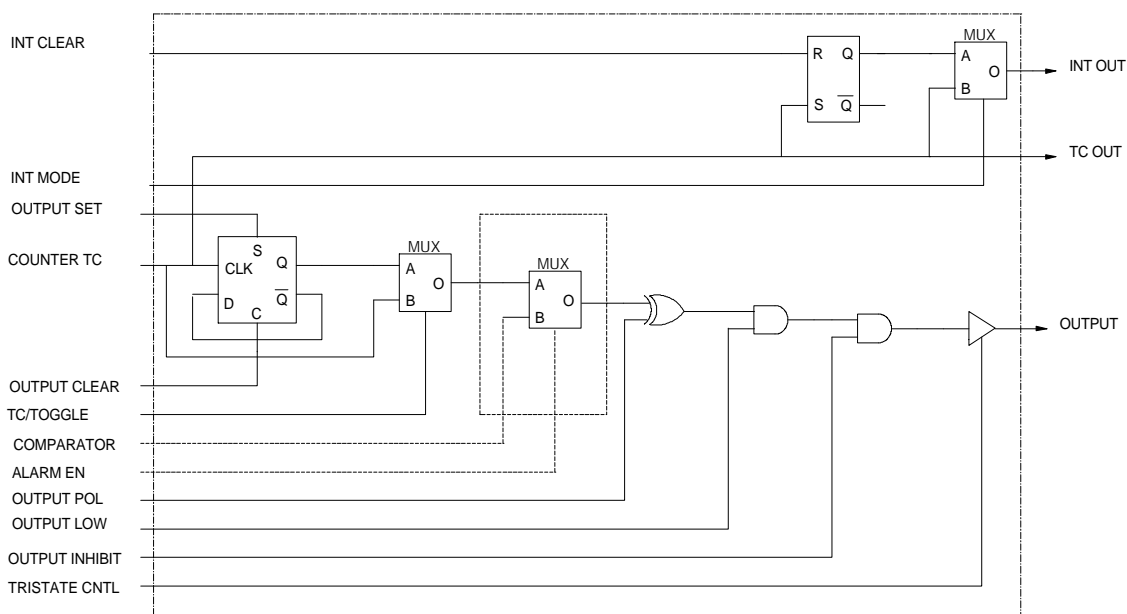 INT CLEAR
R Q
S Q
MUX
A
O
B
INT OUT
TC OUT
INT MODE
OUTPUT SET
COUNTER TC
S
CLK Q
D Q
C
MUX
A
O
B
MUX
A
O
B
OUTPUT
OUTPUT CLEAR
TC/TOGGLE
COMPARATOR
ALARM EN
OUTPUT POL
OUTPUT LOW
OUTPUT INHIBIT
TRISTATE CNTL